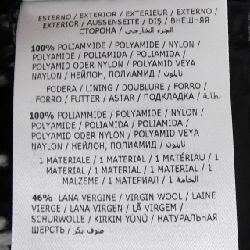 ESTERNO / EXTERIOR / EXTERIEUR / EXTERIOR
EXTERIOR / AUSSENSEITE / DIŞ / ВНЕШНЯЯ
СТОРОНА / الجزء الخارجي
100% POLIAMMIDE / POLYAMIDE / NYLON /
POLYAMIDE / POLIAMIDA / POLIAMIDA /
POLYAMID ODER NYLON / POLYAMID VEYA
NAYLON / НЕЙЛОН, ПОЛИАМИД / نايلون
FODERA / LINING / DOUBLURE / FORRO /
FORRO / FUTTER / ASTAR / ПОДКЛАДКА /
100% POLIAMMIDE / POLYAMIDE / NYLON /
POLYAMIDE / POLIAMIDA / POLIAMIDA /
POLYAMID ODER NYLON / POLYAMID VEYA
NAYLON / НЕЙЛОН, ПОЛИАМИД / نايلون
1 MATERIALE / 1 MATERIAL / 1 MATÉRIAU / 1
MATERIAL / 1 MATERIAL / 1 MATERIAL / 1
MALZEME / 1 МАТЕРИАЛ / 1 الخامة
46% LANA VERGINE / VIRGIN WOOL / LAINE
VIERGE / LANA VIRGEN / LÃ VIRGEM /
SCHURWOLLE / KIRKIM YÜNÜ / НАТУРАЛЬНАЯ
ШЕРСТЬ / صوف بكر